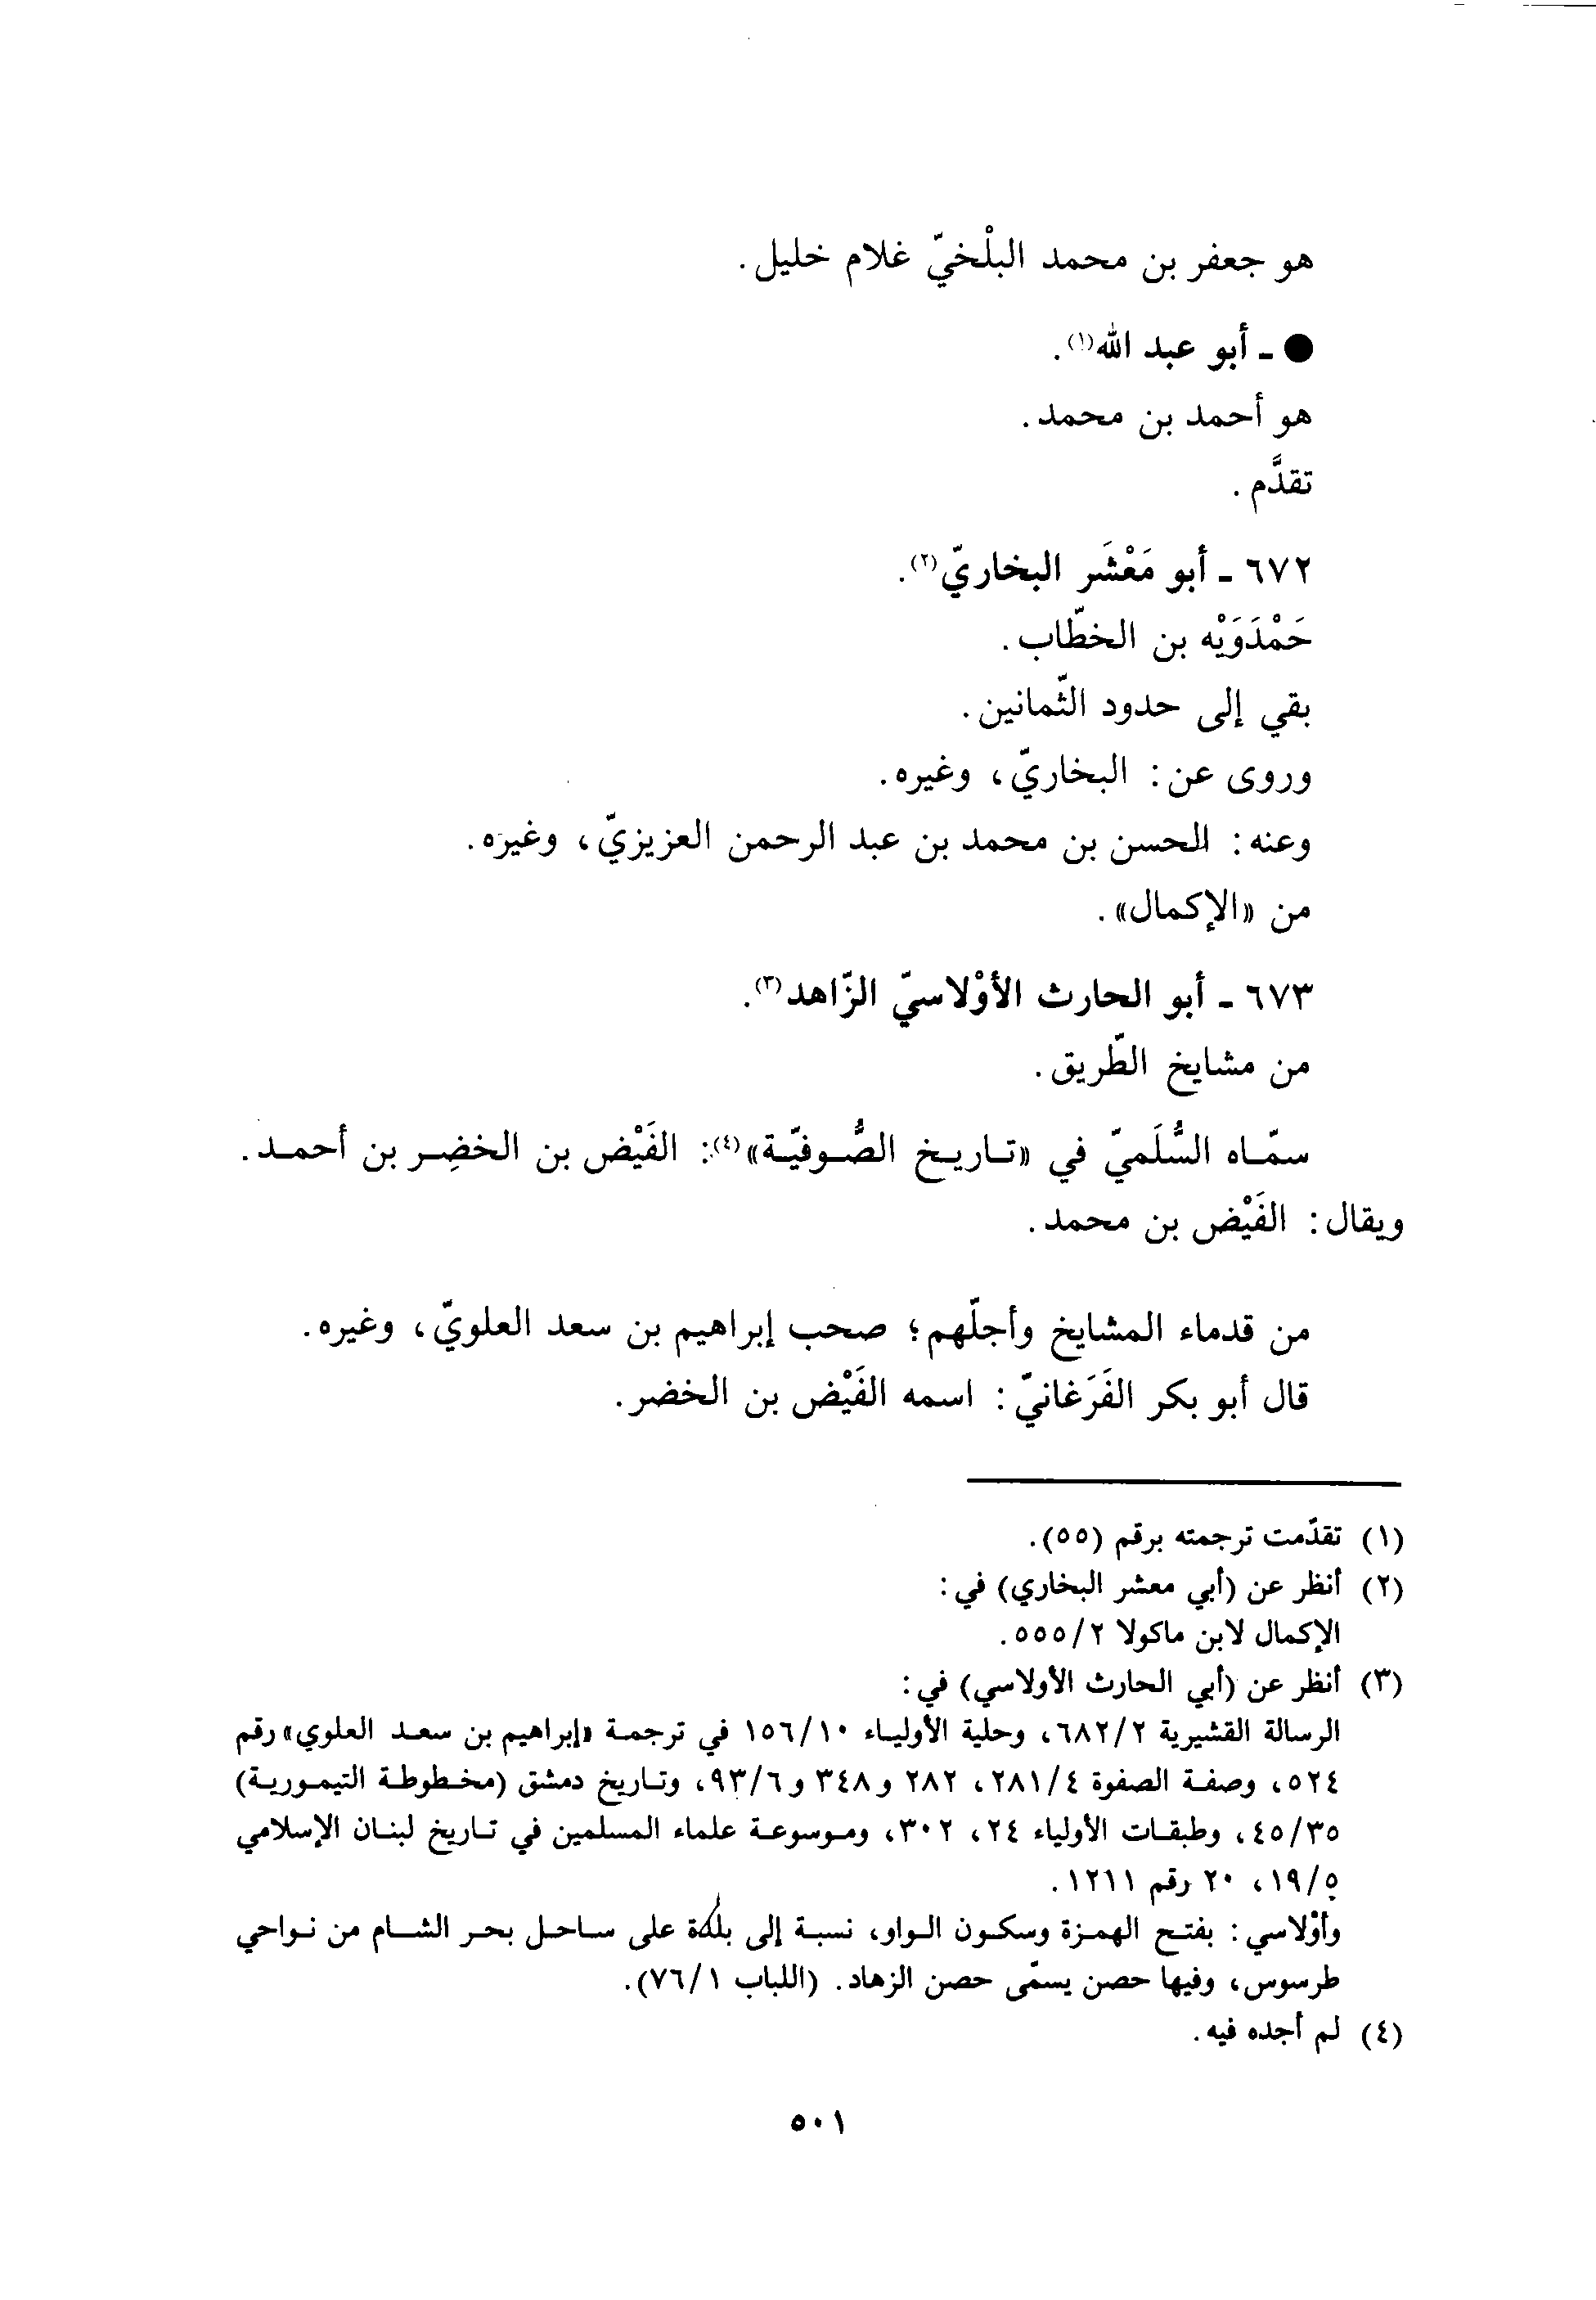 هو جعفر بن محمد البلْخيّ غلام خليل.
● - أبو عبد الله(١).
هو أحمد بن محمد.
تقدَّم.
٦٧٢ - أبو مَعْشَر البخاريّ(٢).
حَمْدَوَيْه بن الخطّاب.
بقي إلى حدود الثّمانين.
وروى عن: البخاريّ، وغيره.
وعنه: الحسن بن محمد بن عبد الرحمن العزيزيّ، وغيره.
من «الإكمال».
٦٧٣ - أبو الحارث الأوْلاسيّ الزّاهد(٣).
من مشايخ الطّريق.
سمّاه السُّلَميّ في «تاريخ الصُّوفيّة»(٤): الفَيْض بن الخضِر بن أحمد.
ويقال: الفَيْض بن محمد.
من قدماء المشايخ وأجلّهم؛ صحب إبراهيم بن سعد العلويّ، وغيره.
قال أبو بكر الفَرَغانيّ: اسمه الفَيْض بن الخضر.
(١) تقدّمت ترجمته برقم (٥٥).
(٢) أنظر عن (أبي معشر البخاري) في:
الإكمال لابن ماكولا ٢/٥٥٥.
(٣) أنظر عن (أبي الحارث الأولاسي) في:
الرسالة القشيرية ٢/٦٨٢، وحلية الأولياء ١٠/١٥٦ في ترجمة «إبراهيم بن سعد العلوي» رقم
٥٢٤، وصفة الصفوة ٤/٢٨١، ٢٨٢ و٣٤٨ و٦/٩٣، وتاريخ دمشق (مخطوطة التيمورية)
٣٥/٤٥، وطبقات الأولياء ٢٤، ٣٠٢، وموسوعة علماء المسلمين في تاريخ لبنان الإسلامي
٥/١٩، ٢٠ رقم ١٢١١.
وأوْلاسي: بفتح الهمزة وسكون الواو، نسبة إلى بلدة على ساحل بحر الشام من نواحي
طرسوس، وفيها حصن يسمّى حصن الزهاد. (اللباب ١/٧٦).
(٤) لم أجده فيه.
٥٠١